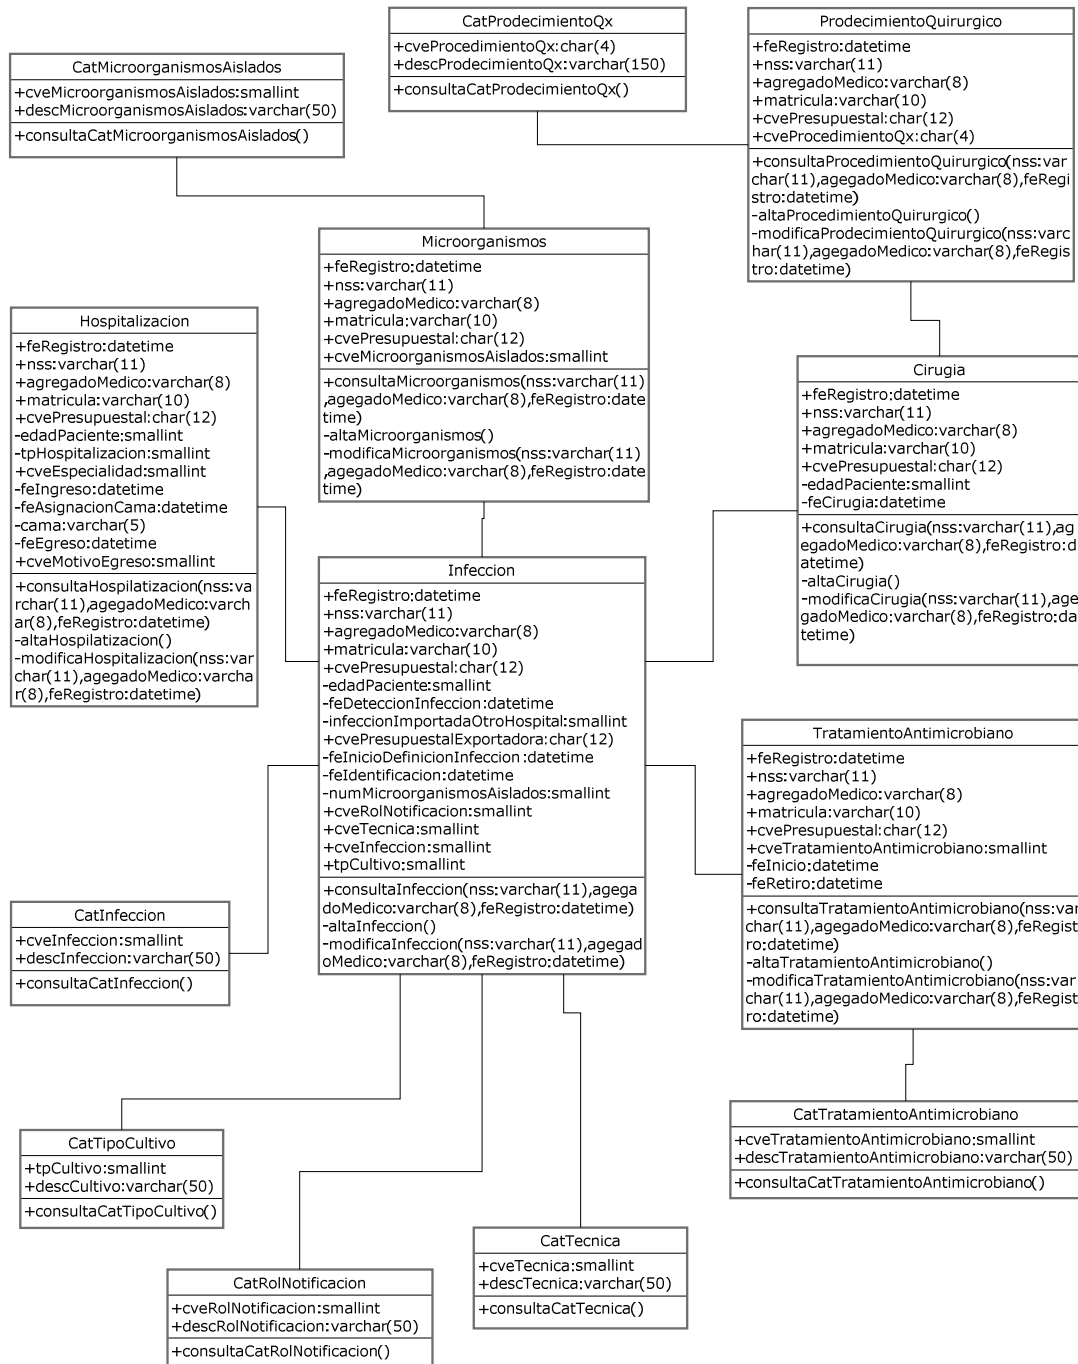 CatProdecimientoQx
+cveProcedimientoQx:char(4)
+descProdecimientoQx:varchar(150)
+consultaCatProdecimientoQx()
ProdecimientoQuirurgico
+feRegistro:datetime
+nss:varchar(11)
+agregadoMedico:varchar(8)
+matricula:varchar(10)
+cvePresupuestal:char(12)
+cveProcedimientoQx:char(4)
+consultaProcedimientoQuirurgico(nss:var
char(11),agegadoMedico:varchar(8),feRegi
stro:datetime)
-altaProcedimientoQuirurgico()
-modificaProdecimientoQuirurgico(nss:varc
har(11),agegadoMedico:varchar(8),feRegis
tro:datetime)
CatMicroorganismosAislados
+cveMicroorganismosAislados:smallint
+descMicroorganismosAislados:varchar(50)
+consultaCatMicroorganismosAislados()
Microorganismos
+feRegistro:datetime
+nss:varchar(11)
+agregadoMedico:varchar(8)
+matricula:varchar(10)
+cvePresupuestal:char(12)
+cveMicroorganismosAislados:smallint
+consultaMicroorganismos(nss:varchar(11)
,agegadoMedico:varchar(8),feRegistro:date
time)
-altaMicroorganismos()
-modificaMicroorganismos(nss:varchar(11)
,agegadoMedico:varchar(8),feRegistro:date
time)
Hospitalizacion
+feRegistro:datetime
+nss:varchar(11)
+agregadoMedico:varchar(8)
+matricula:varchar(10)
+cvePresupuestal:char(12)
-edadPaciente:smallint
-tpHospitalizacion:smallint
+cveEspecialidad:smallint
-feIngreso:datetime
-feAsignacionCama:datetime
-cama:varchar(5)
-feEgreso:datetime
+cveMotivoEgreso:smallint
+consultaHospilatizacion(nss:va
rchar(11),agegadoMedico:varch
ar(8),feRegistro:datetime)
-altaHospilatizacion()
-modificaHospitalizacion(nss:var
char(11),agegadoMedico:varcha
r(8),feRegistro:datetime)
Cirugia
+feRegistro:datetime
+nss:varchar(11)
+agregadoMedico:varchar(8)
+matricula:varchar(10)
+cvePresupuestal:char(12)
-edadPaciente:smallint
-feCirugia:datetime
+consultaCirugia(nss:varchar(11),ag
egadoMedico:varchar(8),feRegistro:d
atetime)
-altaCirugia()
-modificaCirugia(nss:varchar(11),age
gadoMedico:varchar(8),feRegistro:da
tetime)
Infeccion
+feRegistro:datetime
+nss:varchar(11)
+agregadoMedico:varchar(8)
+matricula:varchar(10)
+cvePresupuestal:char(12)
-edadPaciente:smallint
-feDeteccionInfeccion:datetime
-infeccionImportadaOtroHospital:smallint
+cvePresupuestalExportadora:char(12)
-feInicioDefinicionInfeccion:datetime
-feIdentificacion:datetime
-numMicroorganismosAislados:smallint
+cveRolNotificacion:smallint
+cveTecnica:smallint
+cveInfeccion:smallint
+tpCultivo:smallint
+consultaInfeccion(nss:varchar(11),agega
doMedico:varchar(8),feRegistro:datetime)
-altaInfeccion()
-modificaInfeccion(nss:varchar(11),agegad
oMedico:varchar(8),feRegistro:datetime)
TratamientoAntimicrobiano
+feRegistro:datetime
+nss:varchar(11)
+agregadoMedico:varchar(8)
+matricula:varchar(10)
+cvePresupuestal:char(12)
+cveTratamientoAntimicrobiano:smallint
-feInicio:datetime
-feRetiro:datetime
+consultaTratamientoAntimicrobiano(nss:var
char(11),agegadoMedico:varchar(8),feRegist
ro:datetime)
-altaTratamientoAntimicrobiano()
-modificaTratamientoAntimicrobiano(nss:var
char(11),agegadoMedico:varchar(8),feRegist
ro:datetime)
CatInfeccion
+cveInfeccion:smallint
+descInfeccion:varchar(50)
+consultaCatInfeccion()
CatTratamientoAntimicrobiano
+cveTratamientoAntimicrobiano:smallint
+descTratamientoAntimicrobiano:varchar(50)
+consultaCatTratamientoAntimicrobiano()
CatTipoCultivo
+tpCultivo:smallint
+descCultivo:varchar(50)
+consultaCatTipoCultivo()
CatTecnica
+cveTecnica:smallint
+descTecnica:varchar(50)
+consultaCatTecnica()
CatRolNotificacion
+cveRolNotificacion:smallint
+descRolNotificacion:varchar(50)
+consultaCatRolNotificacion()